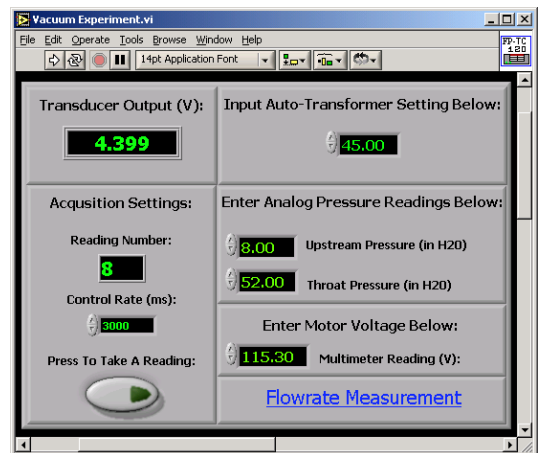 Vacuum Experiment.vi
File Edit Operate Tools Browse Window Help
14pt Application Font
FP-TC
120
Transducer Output (V):
4.399
Input Auto-Transformer Setting Below:
45.00
Acqusition Settings:
Reading Number:
8
Control Rate (ms):
3000
Press To Take A Reading:
Enter Analog Pressure Readings Below:
8.00 Upstream Pressure (in H20)
52.00 Throat Pressure (in H20)
Enter Motor Voltage Below:
115.30 Multimeter Reading (V):
Flowrate Measurement